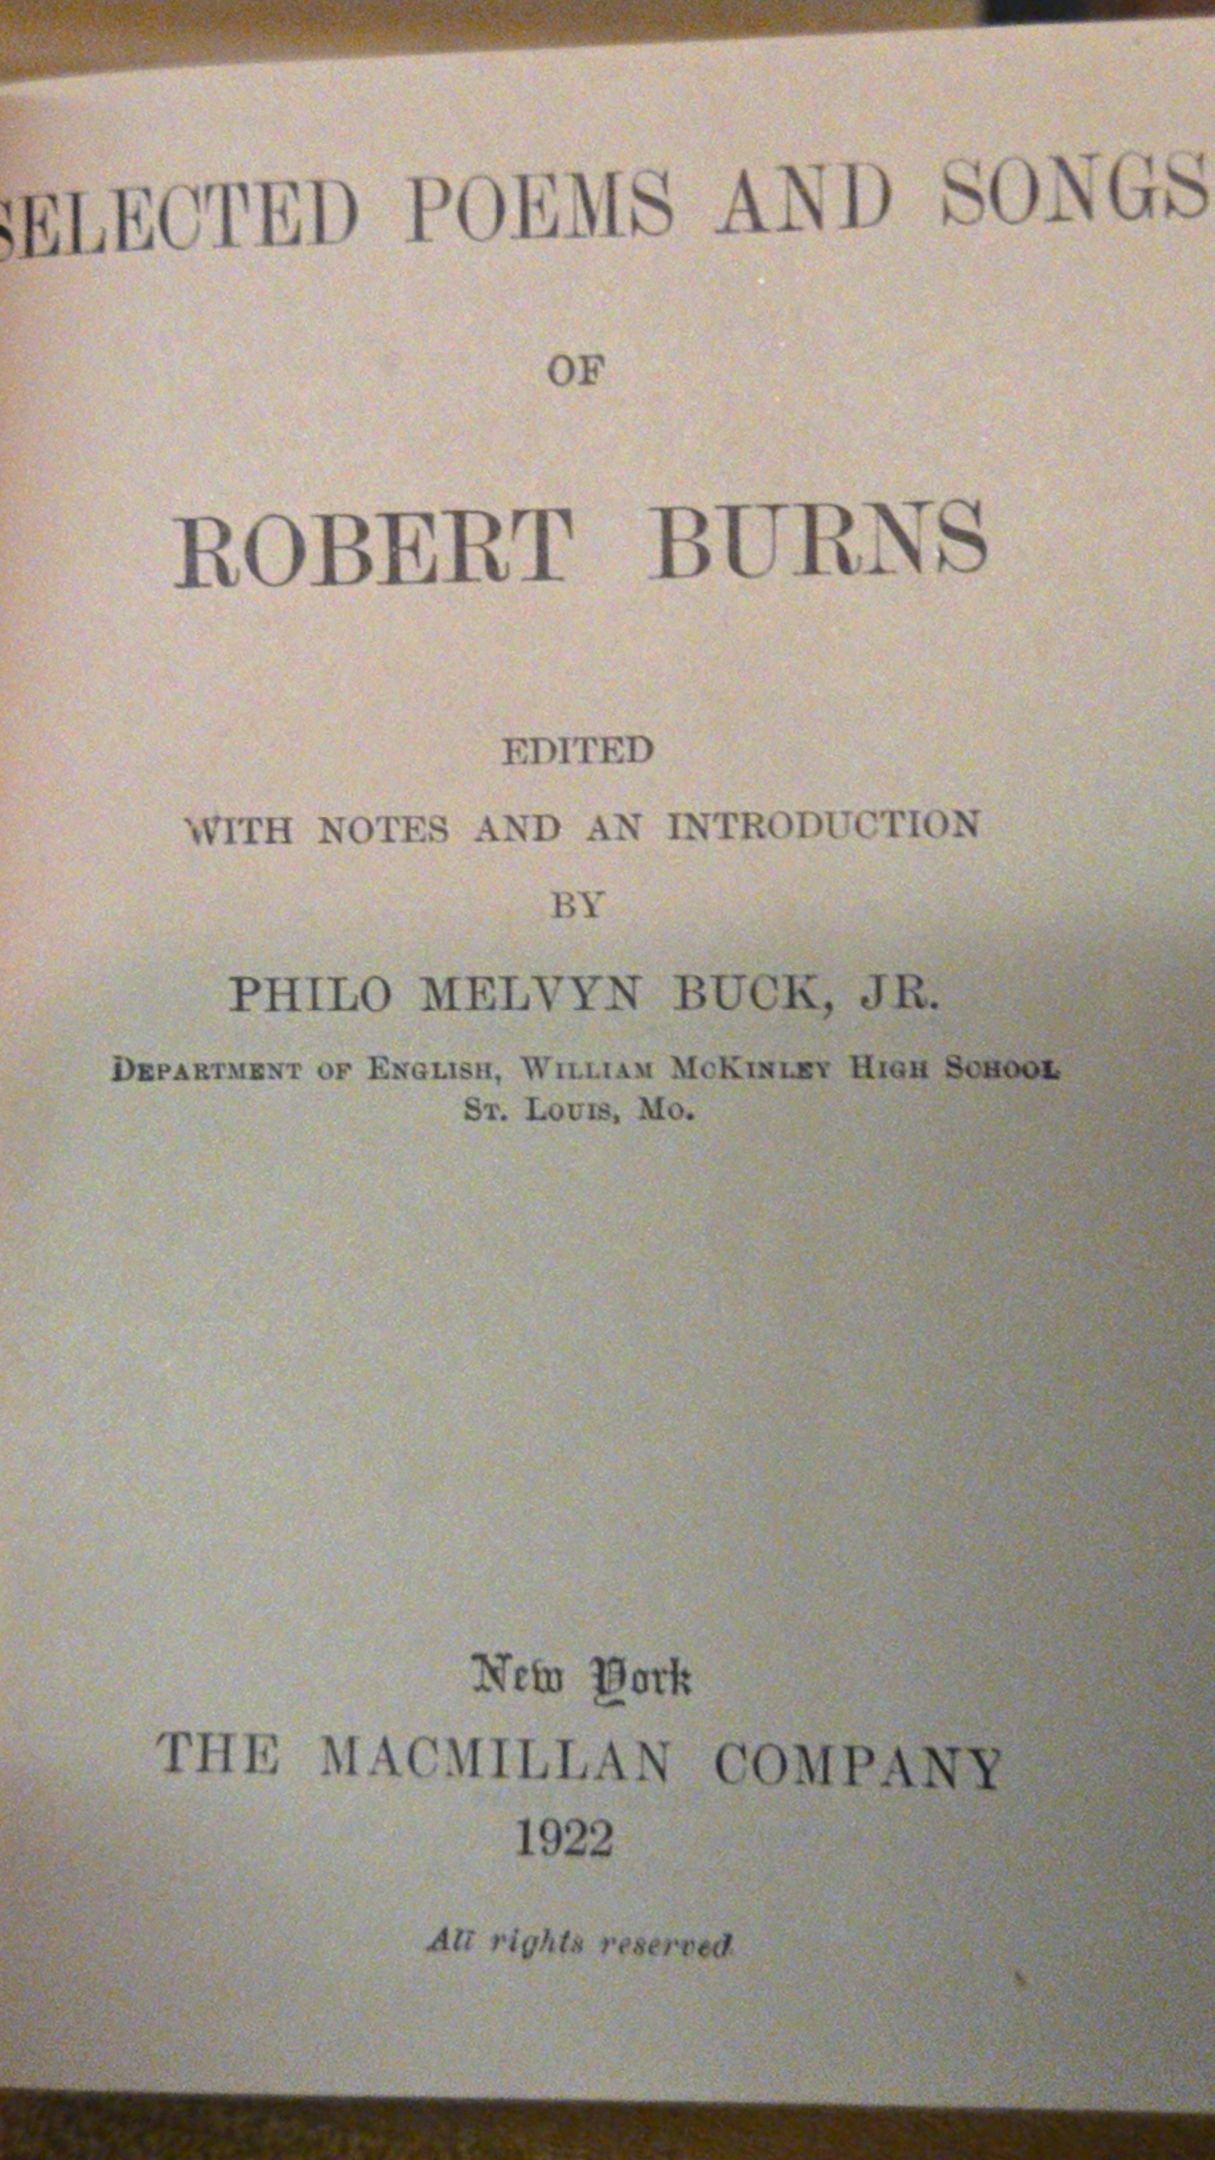 SELECTED POEMS AND SONGS
OF
ROBERT BURNS
EDITED
WITH NOTES AND AN INTRODUCTION
BY
PHILO MELVYN BUCK, JR.
DEPARTMENT OF ENGLISH, WILLIAM MCKINLEY HIGH SCHOOL
ST. LOUIS, MO.
New York
THE MACMILLAN COMPANY
1922
All rights reserved